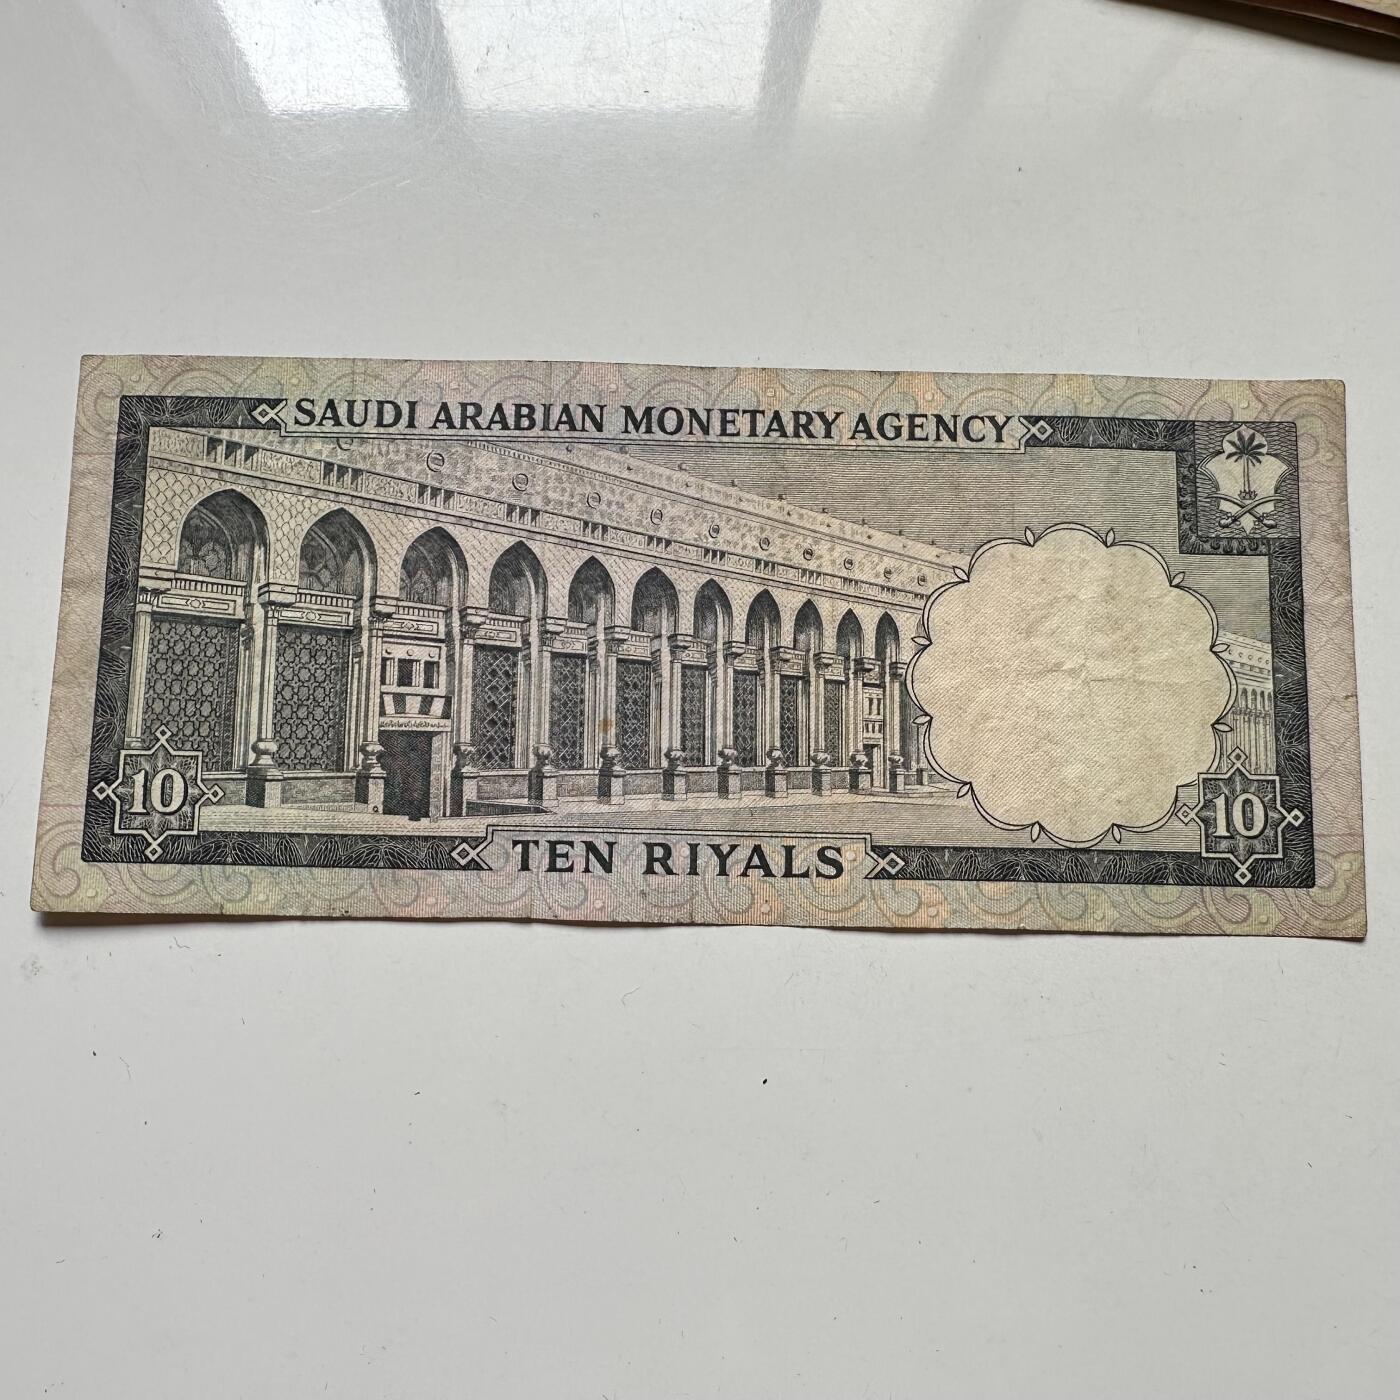 SAUDI ARABIAN MONETARY AGENCY
10
10
TEN RIYALS